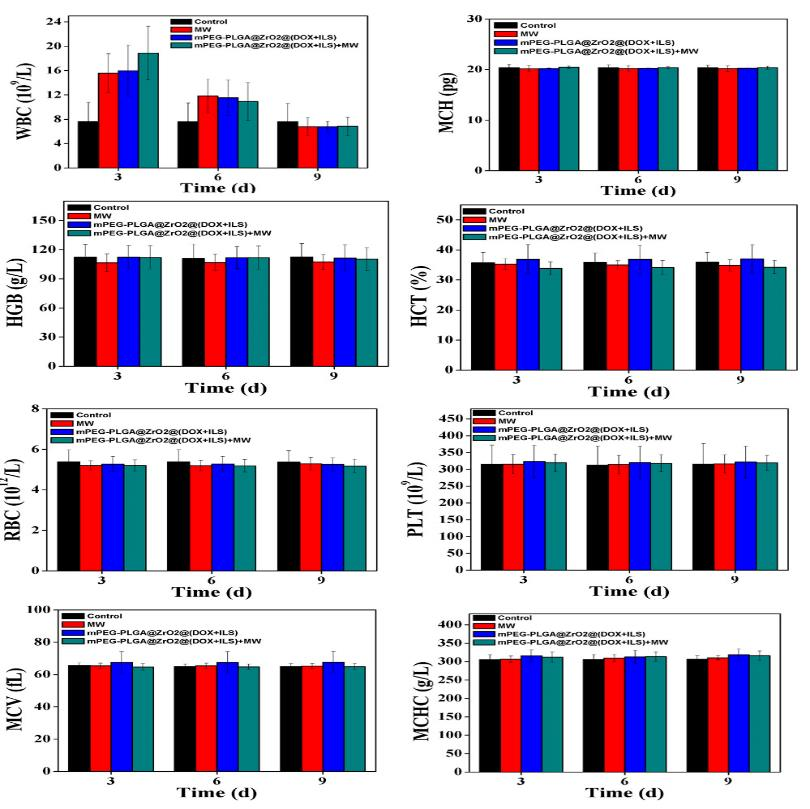 WBC (10⁹/L)
24
20
16
12
8
4
0
Control
MW
mPEG-PLGA@ZrO2@(DOX+ILS)
mPEG-PLGA@ZrO2@(DOX+ILS)+MW
3 6 9
Time (d)
MCH (pg)
30
20
10
0
Control
MW
mPEG-PLGA@ZrO2@(DOX+ILS)
mPEG-PLGA@ZrO2@(DOX+ILS)+MW
3 6 9
Time (d)
HGB (g/L)
150
120
90
60
30
0
Control
MW
mPEG-PLGA@ZrO2@(DOX+ILS)
mPEG-PLGA@ZrO2@(DOX+ILS)+MW
3 6 9
Time (d)
HCT (%)
50
40
30
20
10
0
Control
MW
mPEG-PLGA@ZrO2@(DOX+ILS)
mPEG-PLGA@ZrO2@(DOX+ILS)+MW
3 6 9
Time (d)
RBC (10¹²/L)
8
6
4
2
0
Control
MW
mPEG-PLGA@ZrO2@(DOX+ILS)
mPEG-PLGA@ZrO2@(DOX+ILS)+MW
3 6 9
Time (d)
PLT (10⁹/L)
450
400
350
300
250
200
150
100
50
0
Control
MW
mPEG-PLGA@ZrO2@(DOX+ILS)
mPEG-PLGA@ZrO2@(DOX+ILS)+MW
3 6 9
Time (d)
MCV (fL)
100
80
60
40
20
0
Control
MW
mPEG-PLGA@ZrO2@(DOX+ILS)
mPEG-PLGA@ZrO2@(DOX+ILS)+MW
3 6 9
Time (d)
MCHC (g/L)
400
350
300
250
200
150
100
50
0
Control
MW
mPEG-PLGA@ZrO2@(DOX+ILS)
mPEG-PLGA@ZrO2@(DOX+ILS)+MW
3 6 9
Time (d)